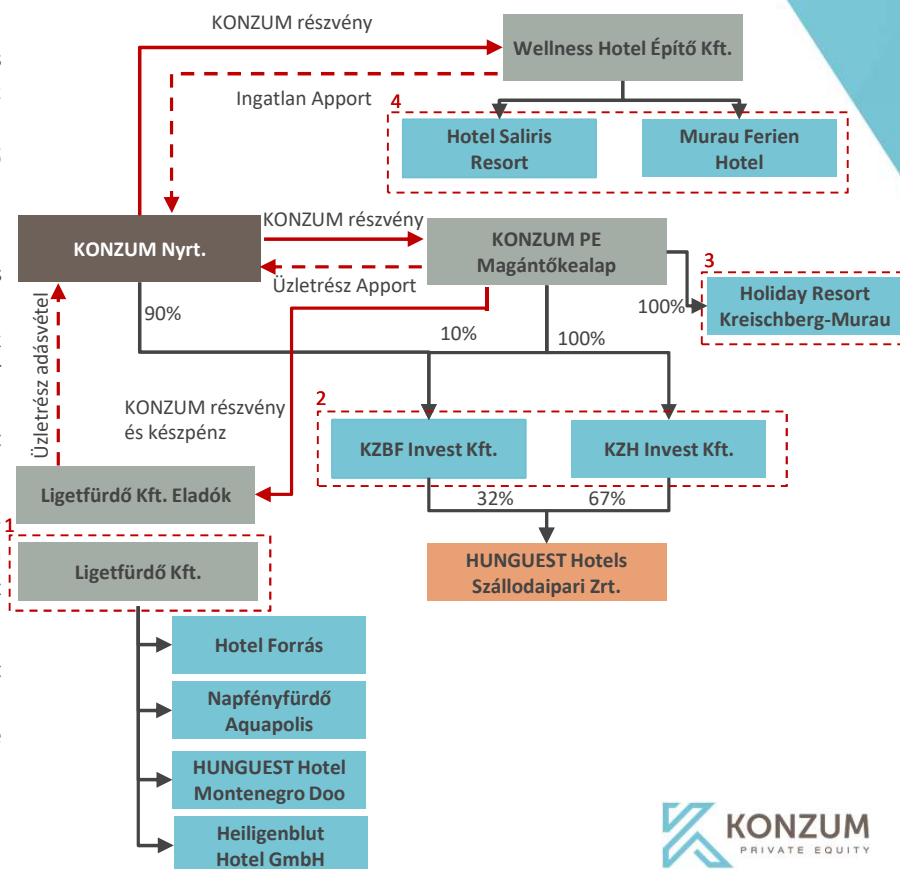 KONZUM részvény
Wellness Hotel Építő Kft.
Ingatlan Apport
4
Hotel Saliris
Resort
Murau Ferien
Hotel
KONZUM Nyrt.
KONZUM részvény
KONZUM PE
Magántőkealap
Üzletrész Apport
3
Holiday Resort
Kreischberg-Murau
100%
90%
10%
100%
Üzletrész adásvétel
KONZUM részvény
és készpénz
2
KZBF Invest Kft.
KZH Invest Kft.
32%
67%
Ligetfürdő Kft. Eladók
HUNGUEST Hotels
Szállodaipari Zrt.
1
Ligetfürdő Kft.
Hotel Forrás
Napfényfürdő
Aquapolis
HUNGUEST Hotel
Montenegro Doo
Heiligenblut
Hotel GmbH
KONZUM
PRIVATE EQUITY